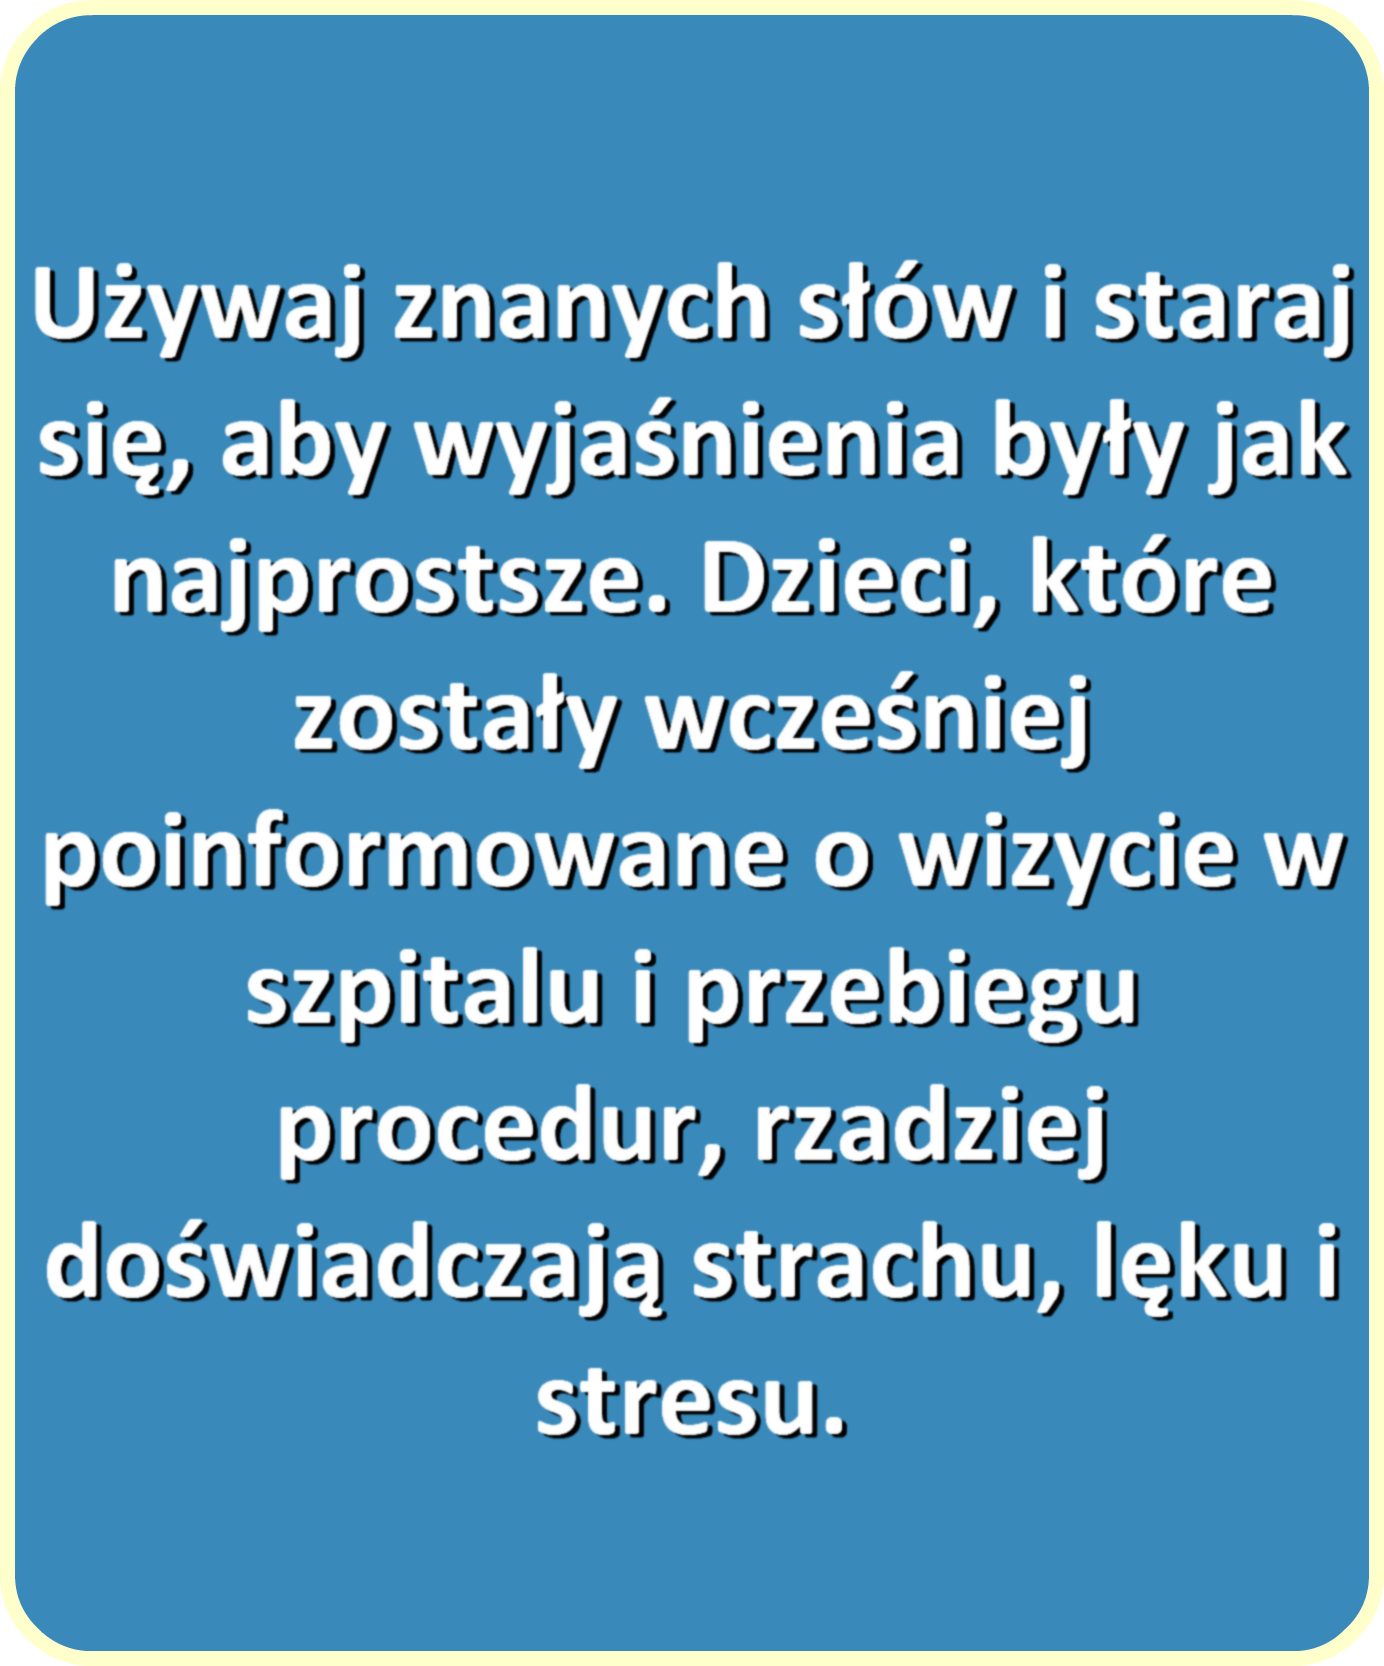 Używaj znanych słów i staraj
się, aby wyjaśnienia były jak
najprostsze. Dzieci, które
zostały wcześniej
poinformowane o wizycie w
szpitalu i przebiegu
procedur, rzadziej
doświadczają strachu, lęku i
stresu.